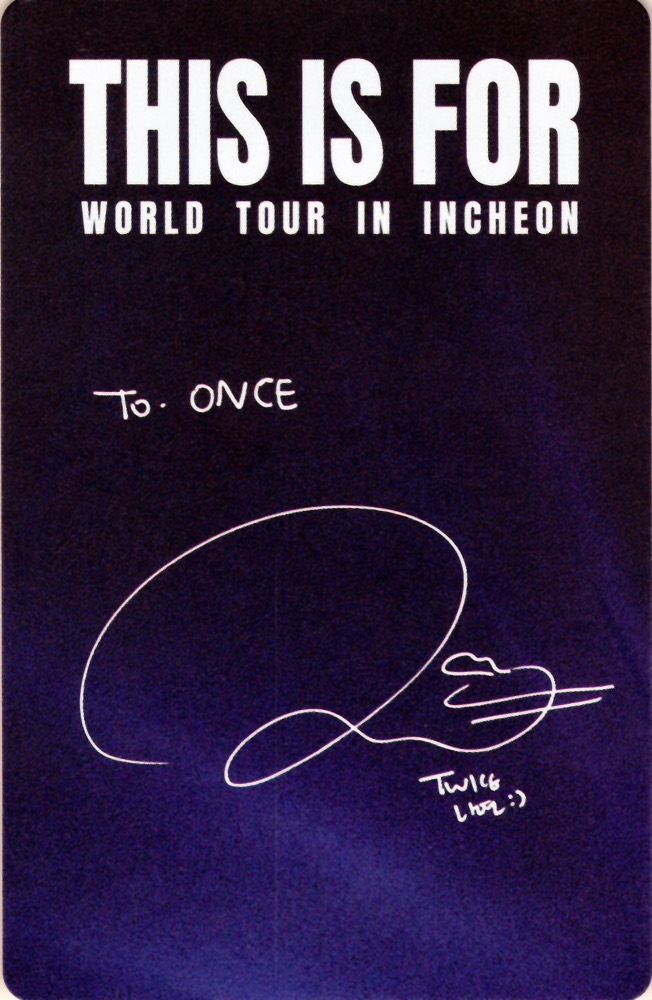 THIS IS FOR
WORLD TOUR IN INCHEON
To. ONCE
TWICE
나연:)